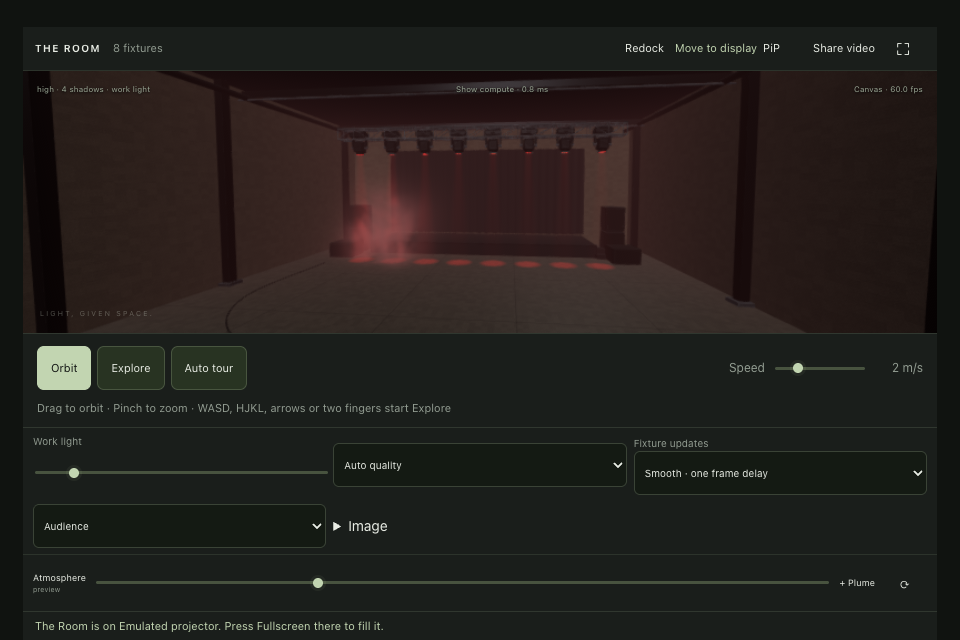 THE ROOM 8 fixtures Redock Move to display PiP Share video
high · 4 shadows · work light Show compute · 0.8 ms Canvas · 60.0 fps
LIGHT, GIVEN SPACE.
Orbit Explore Auto tour Speed 2 m/s
Drag to orbit · Pinch to zoom · WASD, HJKL, arrows or two fingers start Explore
Work light Fixture updates
Auto quality Smooth · one frame delay
Audience Image
Atmosphere + Plume
preview
The Room is on Emulated projector. Press Fullscreen there to fill it.